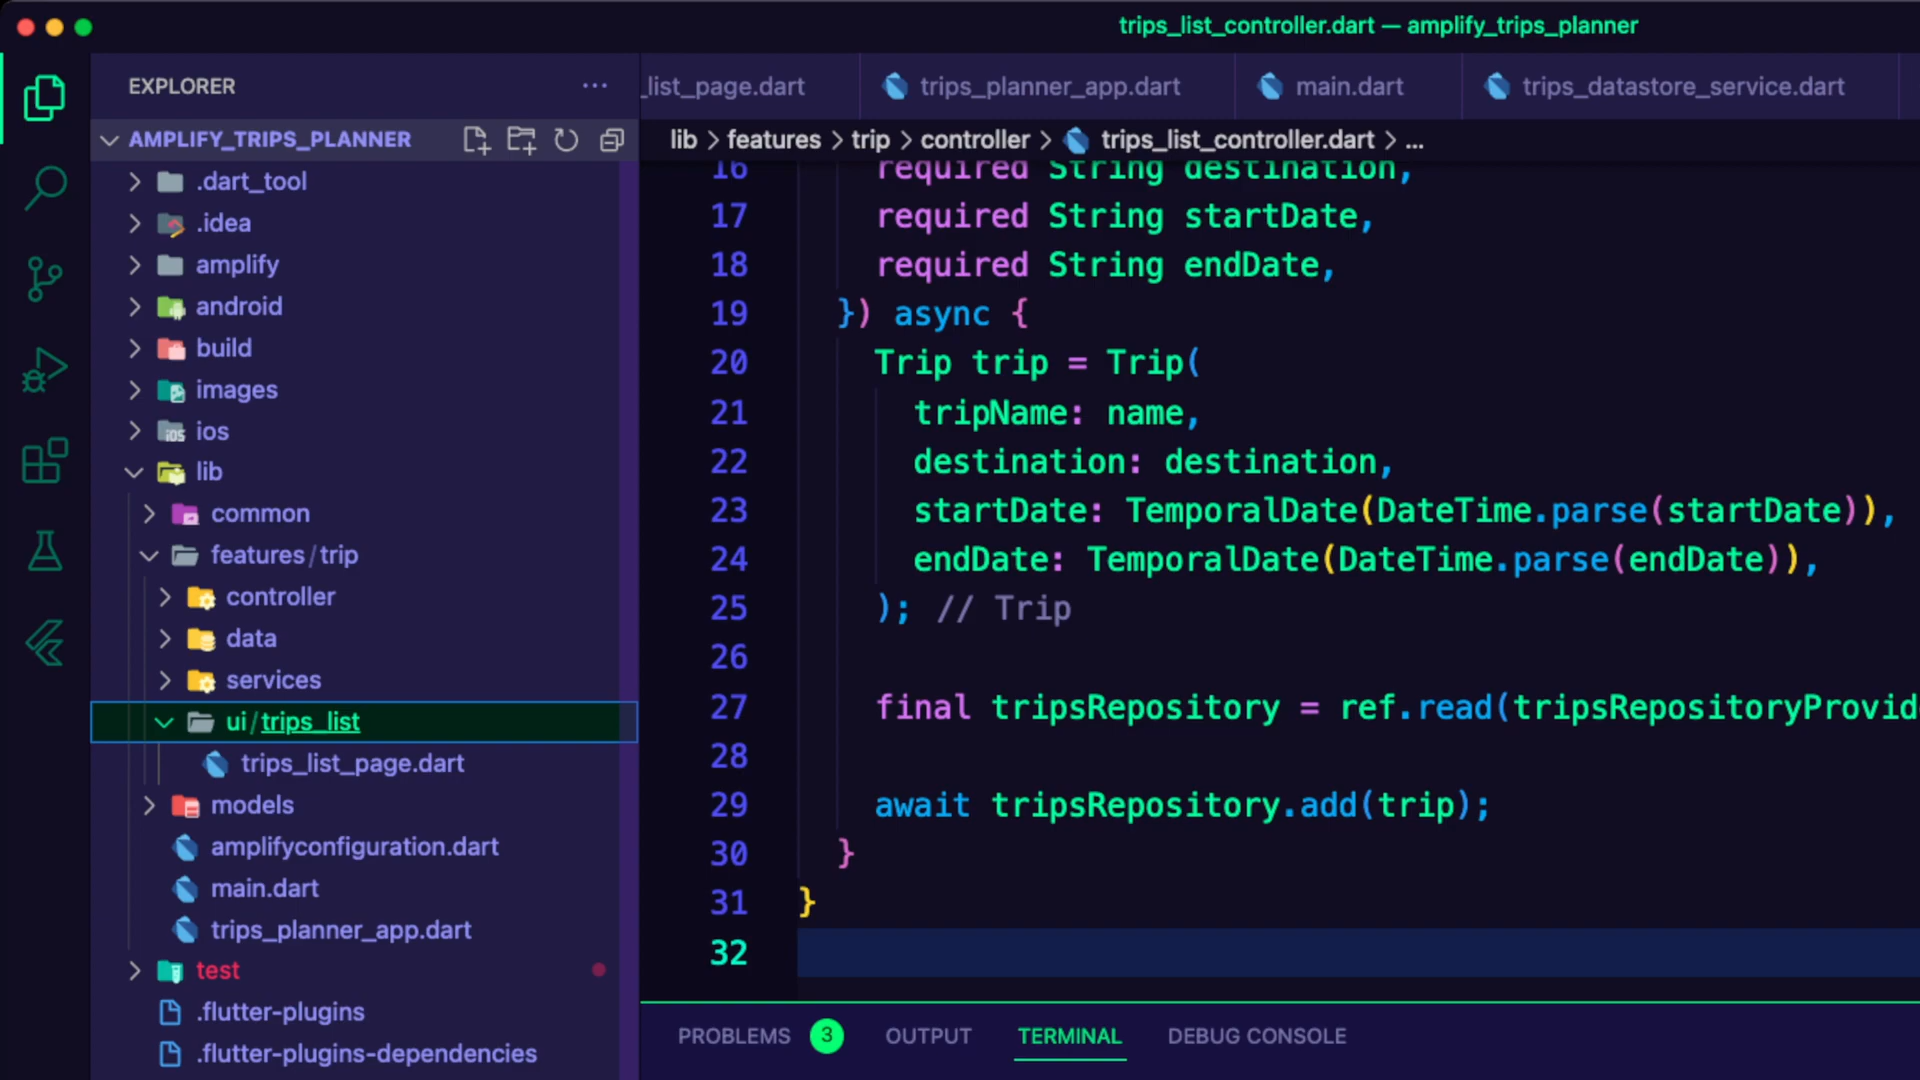 trips_list_controller.dart — amplify_trips_planner
EXPLORER
AMPLIFY_TRIPS_PLANNER
.dart_tool
.idea
amplify
android
build
images
iOS
ios
lib
common
features/trip
controller
data
services
ui/trips_list
trips_list_page.dart
models
amplifyconfiguration.dart
main.dart
trips_planner_app.dart
test
.flutter-plugins
.flutter-plugins-dependencies
_list_page.dart
trips_planner_app.dart
main.dart
trips_datastore_service.dart
lib > features > trip > controller > trips_list_controller.dart > ...
16 required String destination,
17 required String startDate,
18 required String endDate,
19 }) async {
20 Trip trip = Trip(
21 tripName: name,
22 destination: destination,
23 startDate: TemporalDate(DateTime.parse(startDate)),
24 endDate: TemporalDate(DateTime.parse(endDate)),
25 ); // Trip
26
27 final tripsRepository = ref.read(tripsRepositoryProvid
28
29 await tripsRepository.add(trip);
30 }
31 }
32
PROBLEMS 3 OUTPUT TERMINAL DEBUG CONSOLE